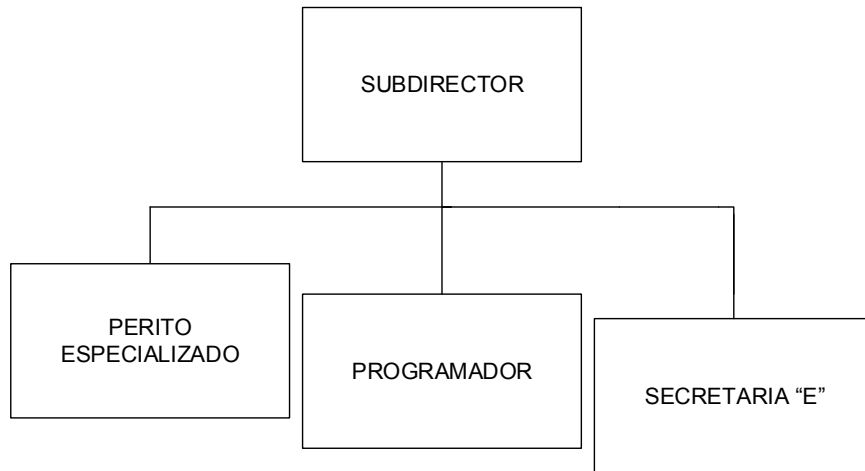 SUBDIRECTOR
PERITO
ESPECIALIZADO
PROGRAMADOR
SECRETARIA “E”